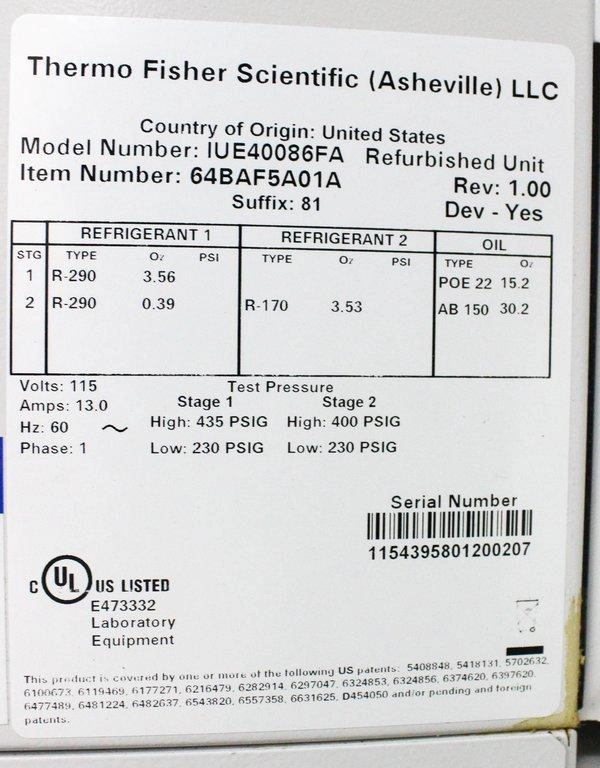 Thermo Fisher Scientific (Asheville) LLC
Country of Origin: United States
Model Number: IUE40086FA Refurbished Unit
Item Number: 64BAF5A01A Rev: 1.00
Suffix: 81 Dev - Yes
REFRIGERANT 1 REFRIGERANT 2 OIL
STG TYPE Oz PSI TYPE Oz PSI TYPE Oz
1 R-290 3.56 POE 22 15.2
2 R-290 0.39 R-170 3.53 AB 150 30.2
Volts: 115 Test Pressure
Amps: 13.0 Stage 1 Stage 2
Hz: 60 ~ High: 435 PSIG High: 400 PSIG
Phase: 1 Low: 230 PSIG Low: 230 PSIG
Serial Number
1154395801200207
C UL US LISTED
E473332
Laboratory
Equipment
This product is covered by one or more of the following US patents: 5408848, 5418131, 5702632,
6100673, 6119469, 6177271, 6216479, 6282914, 6297047, 6324853, 6324856, 6374620, 6397620,
6477489, 6481224, 6482637, 6543820, 6557358, 6631625, D454050 and/or pending and foreign
patents.